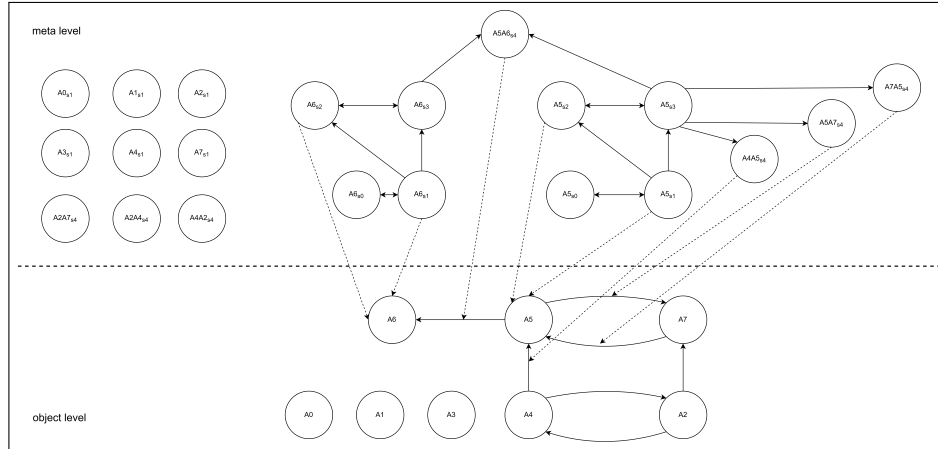 meta level
A5A6s4
A0s1 A1s1 A2s1
A6s2 A6s3 A5s2 A5s3 A7A5s4
A5A7s4
A3s1 A4s1 A7s1
A4A5s4
A6s0 A6s1 A5s0 A5s1
A2A7s4 A2A4s4 A4A2s4
A6 A5 A7
object level
A0 A1 A3 A4 A2